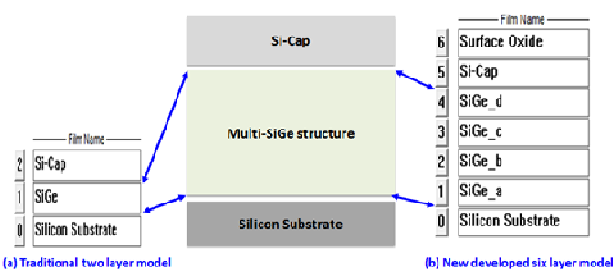 Film Name
2 Si-Cap
1 SiGe
0 Silicon Substrate
(a) Traditional two layer model
Si-Cap
Multi-SiGe structure
Silicon Substrate
Film Name
6 Surface Oxide
5 Si-Cap
4 SiGe_d
3 SiGe_c
2 SiGe_b
1 SiGe_a
0 Silicon Substrate
(b) New developed six layer model